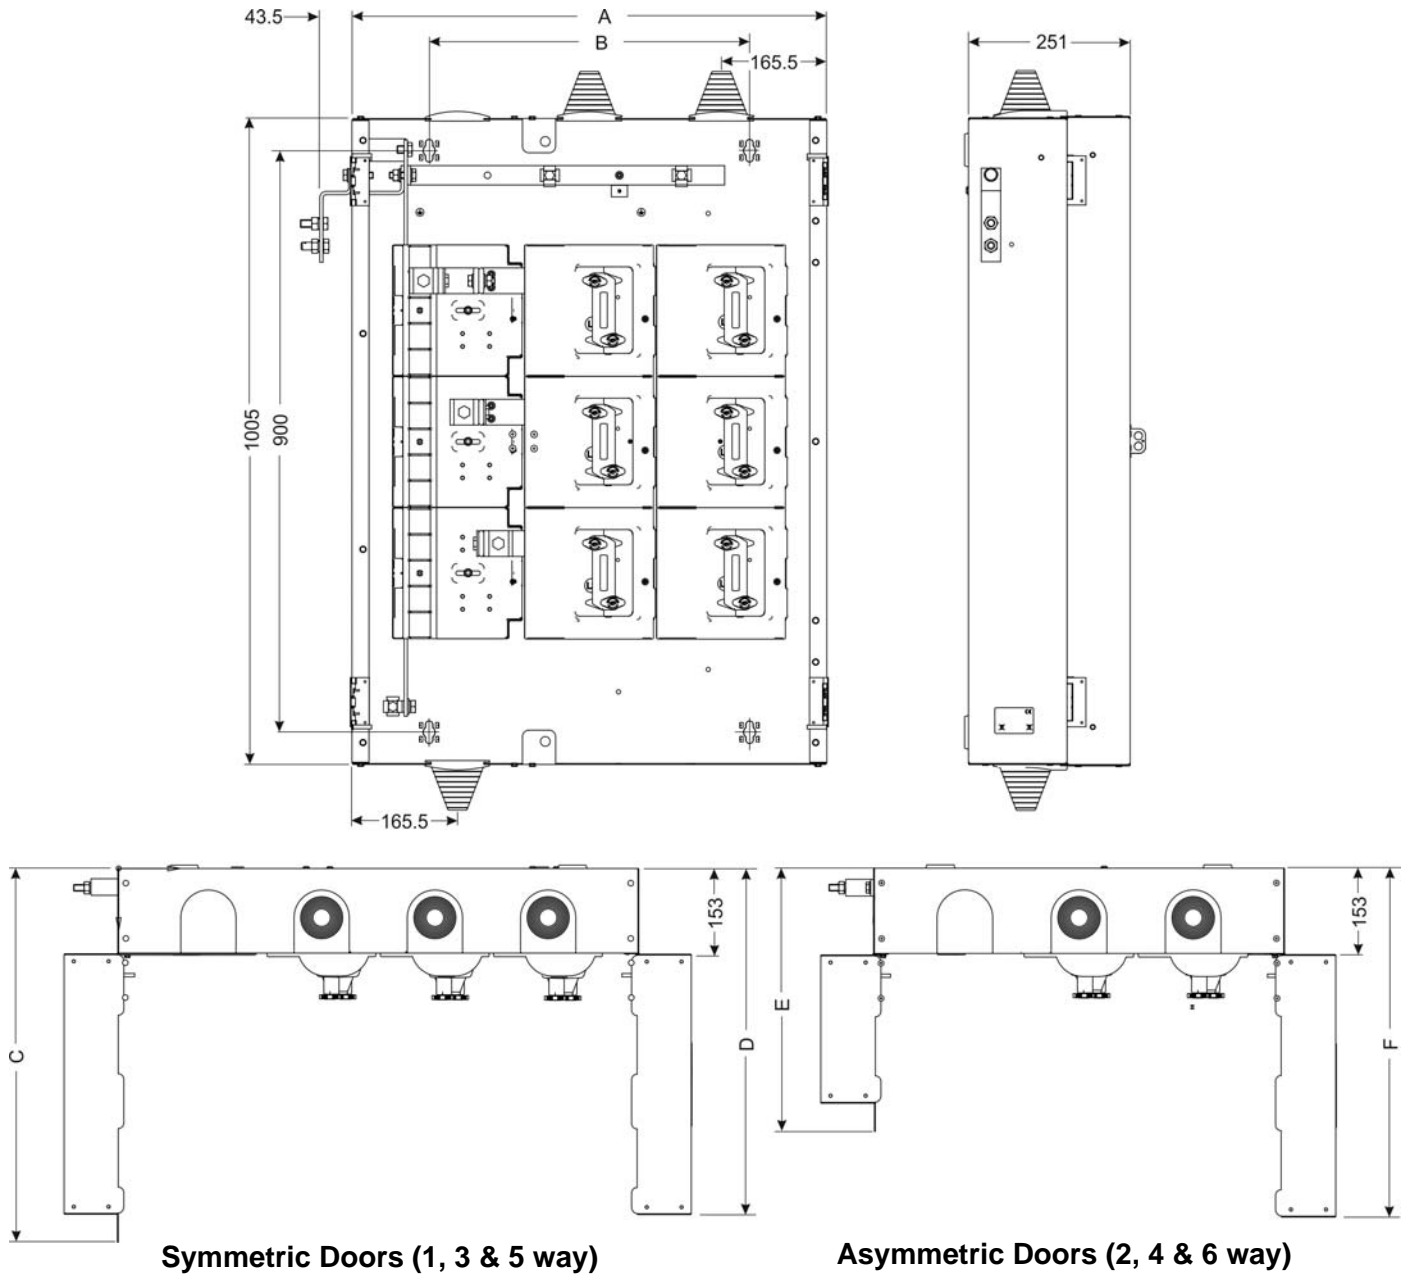 43.5
A
B
165.5
251
1005
900
165.5
C
153
D
E
153
F
Symmetric Doors (1, 3 & 5 way)
Asymmetric Doors (2, 4 & 6 way)